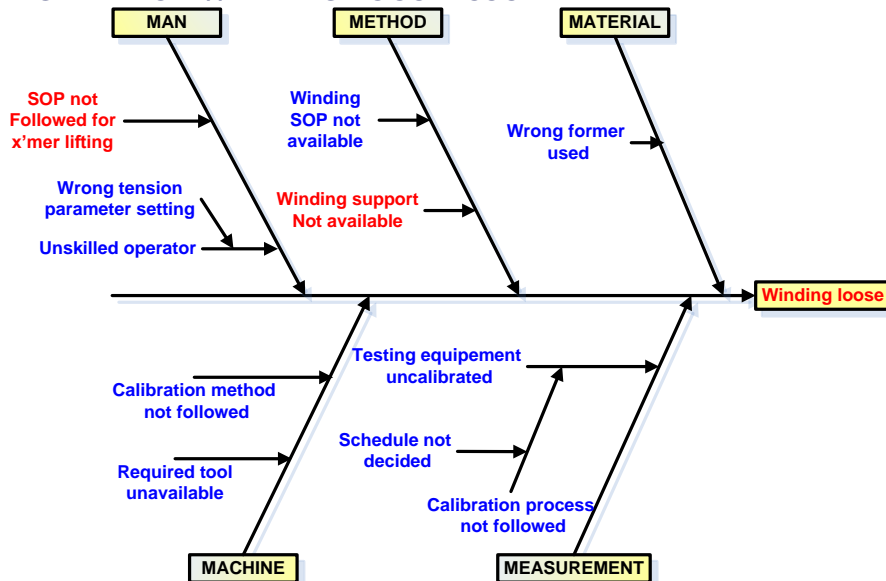 MAN
METHOD
MATERIAL
SOP not
Followed for
x'mer lifting
Winding
SOP not
available
Wrong former
used
Wrong tension
parameter setting
Winding support
Not available
Unskilled operator
Winding loose
Testing equipement
uncalibrated
Calibration method
not followed
Schedule not
decided
Required tool
unavailable
Calibration process
not followed
MACHINE
MEASUREMENT